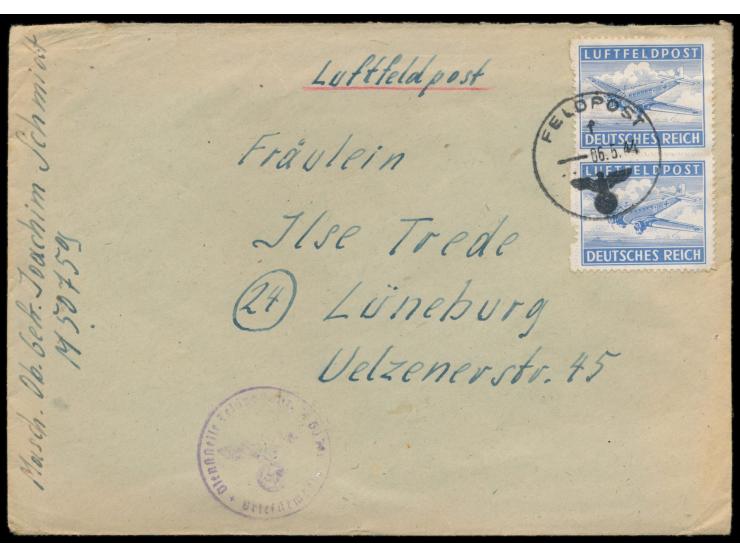 Masch. Ob. Gefr. Joachim Schmidt
M 50759
Luftfeldpost
LUFTFELDPOST
DEUTSCHES REICH
LUFTFELDPOST
DEUTSCHES REICH
FELDPOST
06.5.44
Fräulein
Ilse Trede
24 Lüneburg
Uelzenerstr. 45
Dienststelle